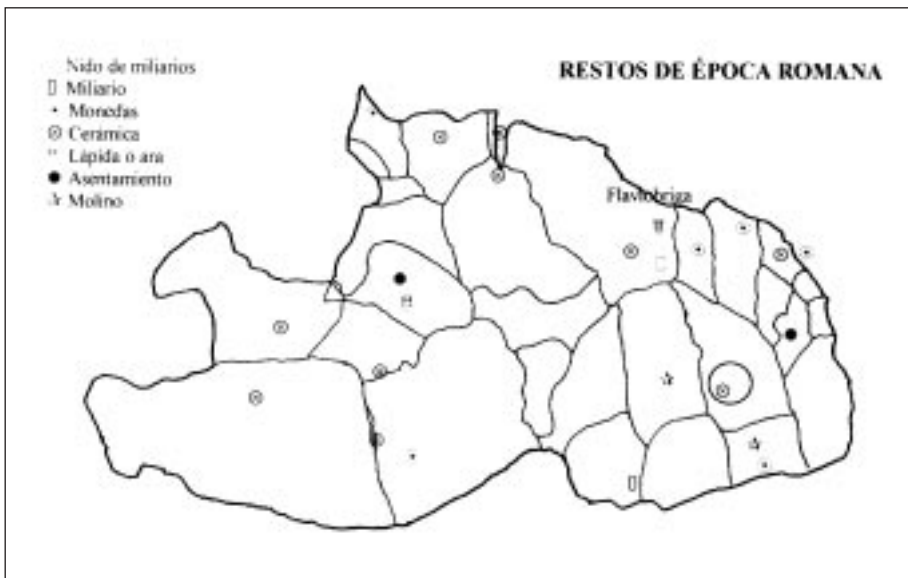 Nido de miliarios
Miliario
Monedas
Cerámica
Lápida o ara
Asentamiento
Molino
RESTOS DE ÉPOCA ROMANA
Flaviobriga